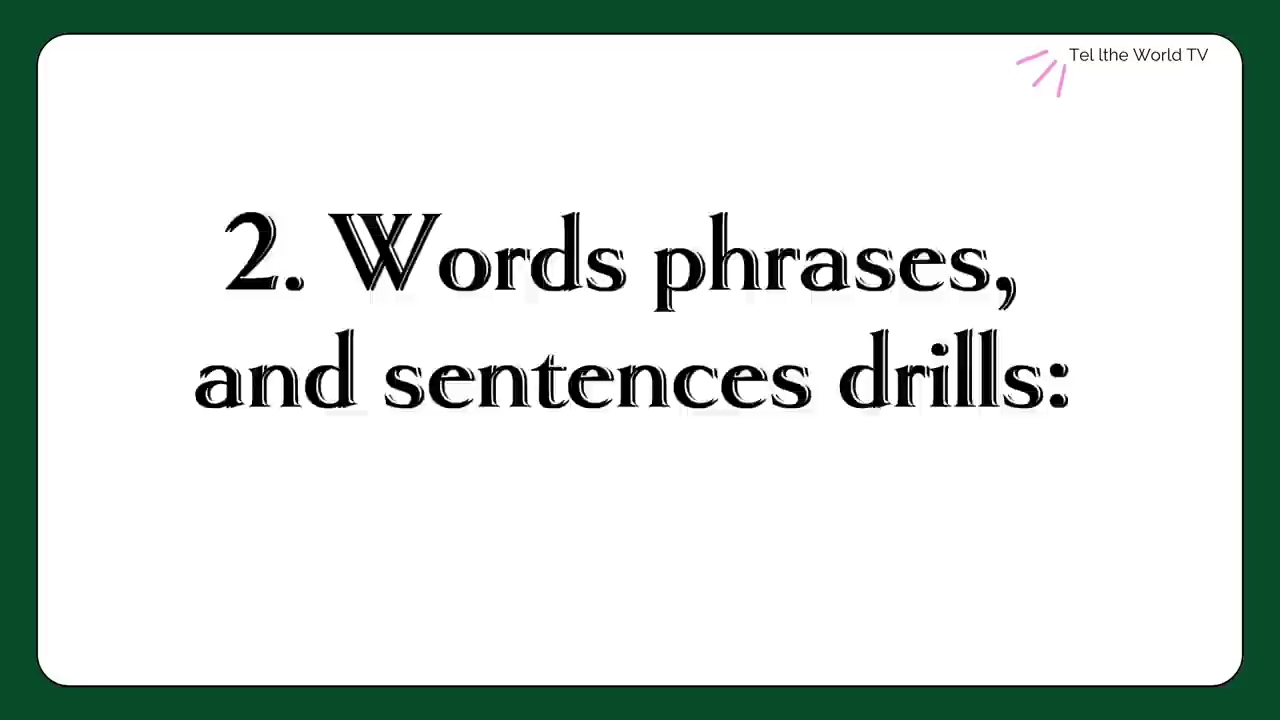 Tel lthe World TV
2. Words phrases,
and sentences drills: